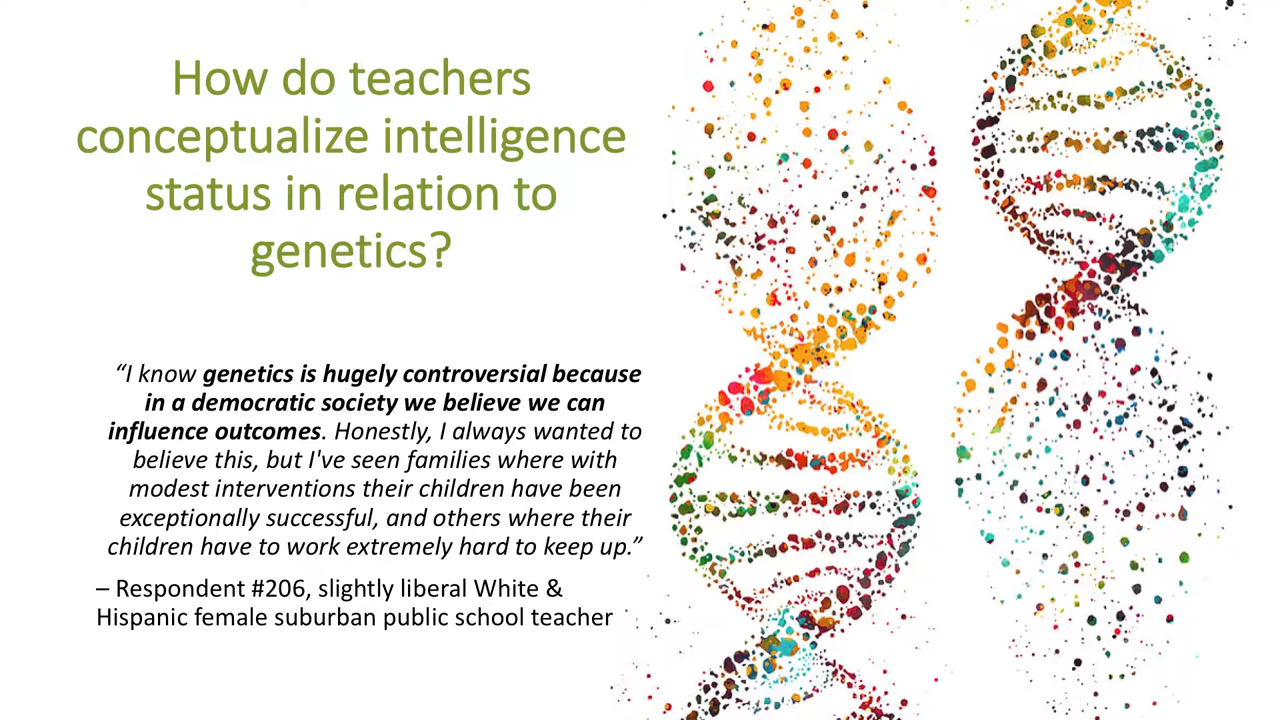 How do teachers
conceptualize intelligence
status in relation to
genetics?
“I know genetics is hugely controversial because
in a democratic society we believe we can
influence outcomes. Honestly, I always wanted to
believe this, but I've seen families where with
modest interventions their children have been
exceptionally successful, and others where their
children have to work extremely hard to keep up.”
– Respondent #206, slightly liberal White &
Hispanic female suburban public school teacher